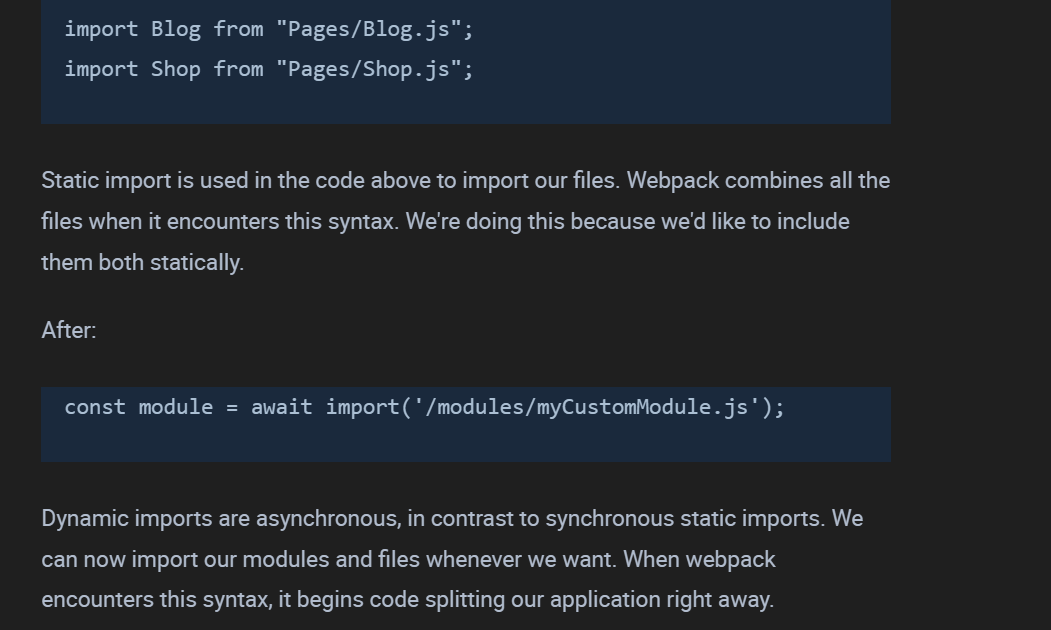 import Blog from "Pages/Blog.js";
import Shop from "Pages/Shop.js";
Static import is used in the code above to import our files. Webpack combines all the
files when it encounters this syntax. We're doing this because we'd like to include
them both statically.
After:
const module = await import('/modules/myCustomModule.js');
Dynamic imports are asynchronous, in contrast to synchronous static imports. We
can now import our modules and files whenever we want. When webpack
encounters this syntax, it begins code splitting our application right away.